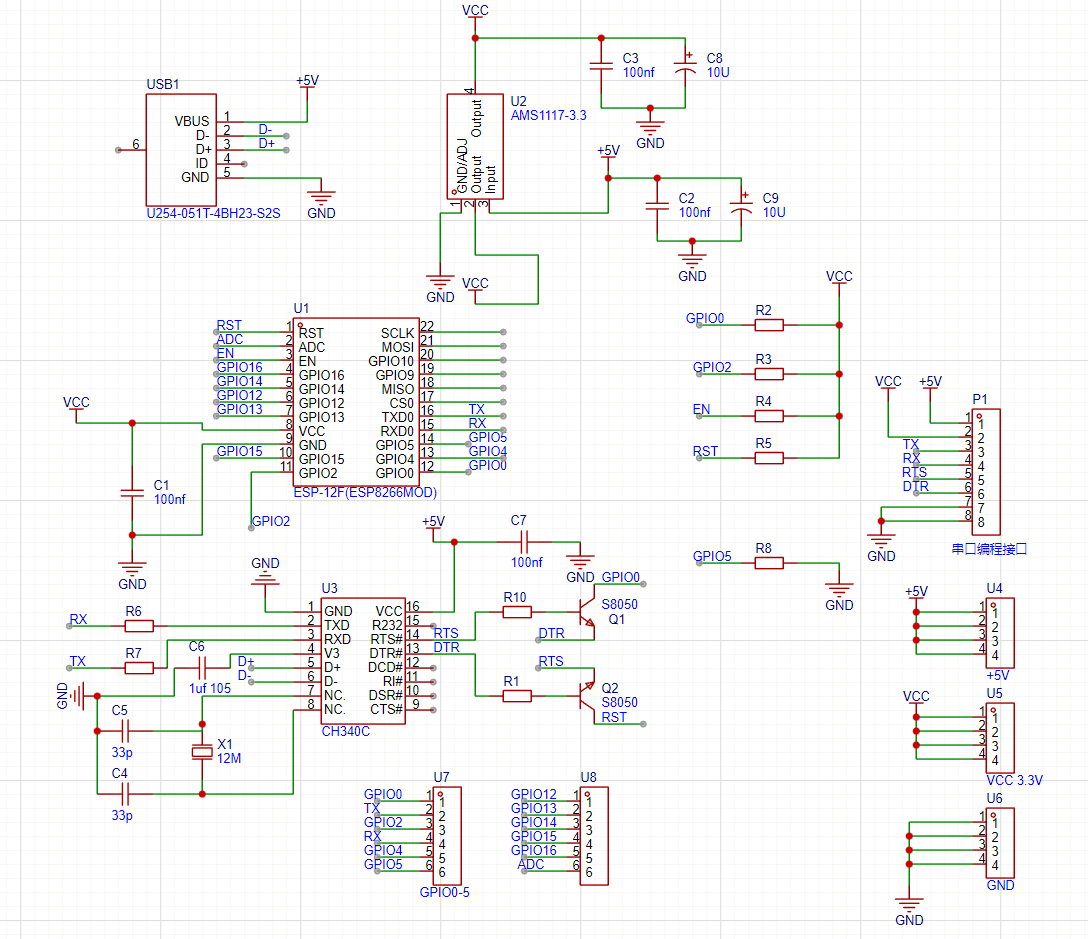 VCC
C3
100nf
C8
10U
USB1
+5V
VBUS 1
D- 2 D-
D+ 3 D+
ID 4
GND 5
6
U254-051T-4BH23-S2S
GND
4
Output
U2
AMS1117-3.3
GND/ADJ
Output
Input
1 2 3
GND
+5V
C2
100nf
C9
10U
GND
GND
VCC
VCC
U1
RST 1 RST
ADC 2 ADC
EN 3 EN
GPIO16 4 GPIO16
GPIO14 5 GPIO14
GPIO12 6 GPIO12
GPIO13 7 GPIO13
8 VCC
9 GND
GPIO15 10 GPIO15
11 GPIO2
SCLK 22
MOSI 21
GPIO10 20
GPIO9 19
MISO 18
CS0 17
TXD0 16 TX
RXD0 15 RX
GPIO5 14 GPIO5
GPIO4 13 GPIO4
GPIO0 12 GPIO0
ESP-12F(ESP8266MOD)
GPIO2
VCC
C1
100nf
GND
GPIO0 R2
GPIO2 R3
EN R4
RST R5
VCC +5V
P1
1 1
2 2
TX 3 3
RX 4 4
RTS 5 5
DTR 6 6
7 7
8 8
GND
串口编程接口
GPIO5 R8
GND
+5V
C7
100nf
GND
GND
U3
1 GND
2 TXD
3 RXD
4 V3
5 D+
6 D-
7 NC.
8 NC.
VCC 16
R232 15
RTS# 14 RTS
DTR# 13 DTR
DCD# 12
RI# 11
DSR# 10
CTS# 9
CH340C
RX R6
TX R7
C6
1uf 105
D+
D-
GND
C5
33p
C4
33p
X1
12M
R10
GPIO0
S8050
Q1
DTR
RTS
R1
Q2
S8050
RST
+5V
U4
1 1
2 2
3 3
4 4
+5V
VCC
U5
1 1
2 2
3 3
4 4
VCC 3.3V
U6
1 1
2 2
3 3
4 4
GND
GND
U7
GPIO0 1 1
TX 2 2
GPIO2 3 3
RX 4 4
GPIO4 5 5
GPIO5 6 6
GPIO0-5
U8
GPIO12 1 1
GPIO13 2 2
GPIO14 3 3
GPIO15 4 4
GPIO16 5 5
ADC 6 6